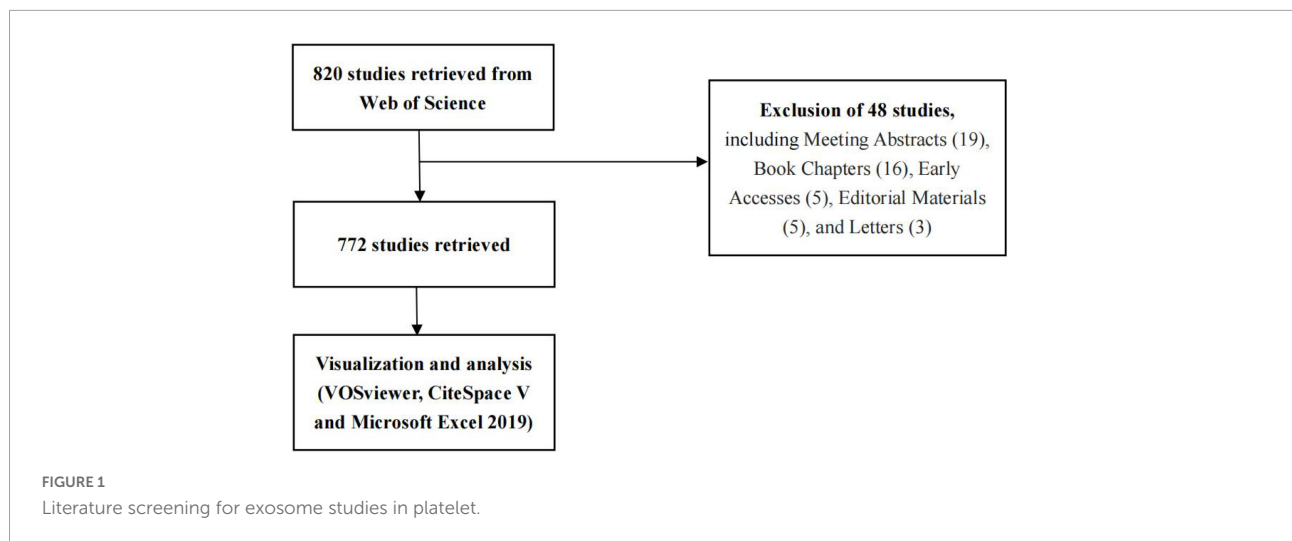 820 studies retrieved from
Web of Science
Exclusion of 48 studies,
including Meeting Abstracts (19),
Book Chapters (16), Early
Accesses (5), Editorial Materials
(5), and Letters (3)
772 studies retrieved
Visualization and analysis
(VOSviewer, CiteSpace V
and Microsoft Excel 2019)
FIGURE 1
Literature screening for exosome studies in platelet.